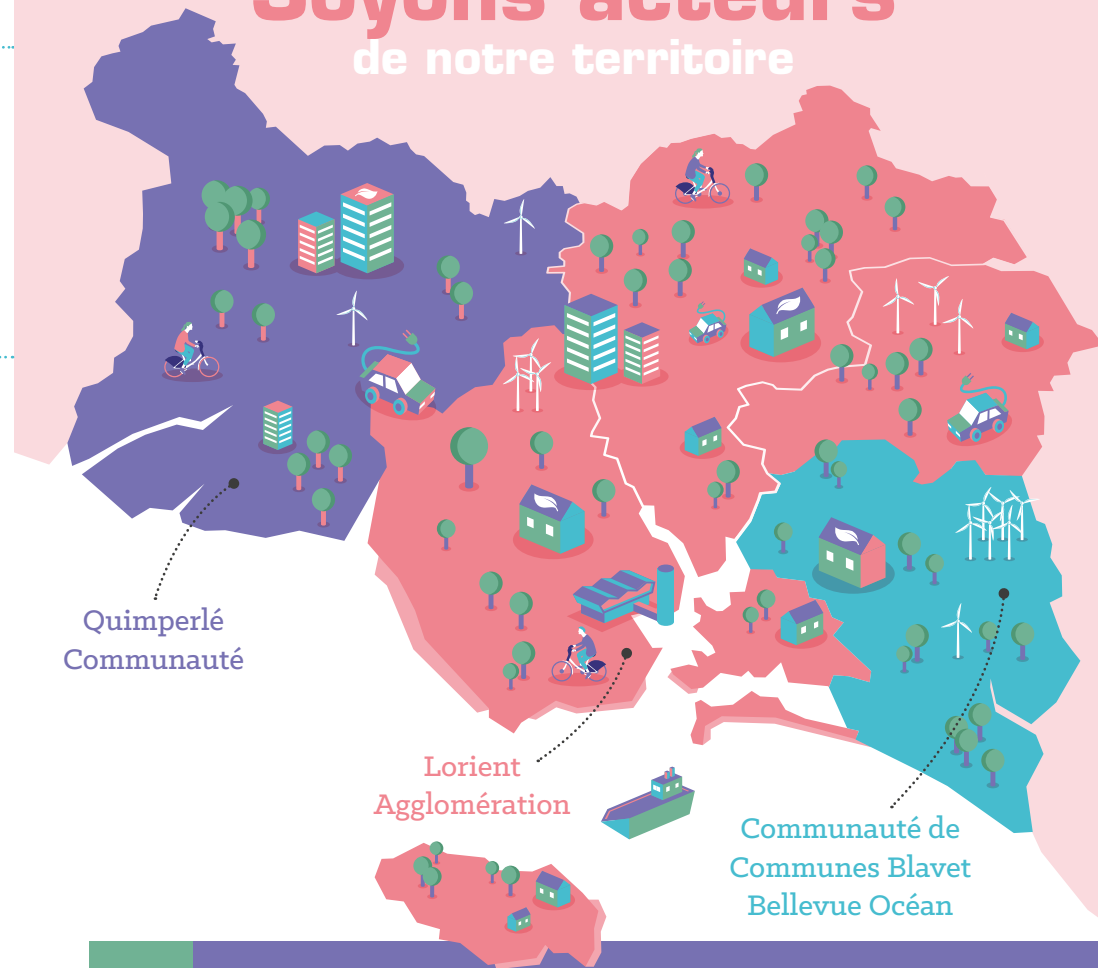 Soyons acteurs
de notre territoire
Quimperlé
Communauté
Lorient
Agglomération
Communauté de
Communes Blavet
Bellevue Océan